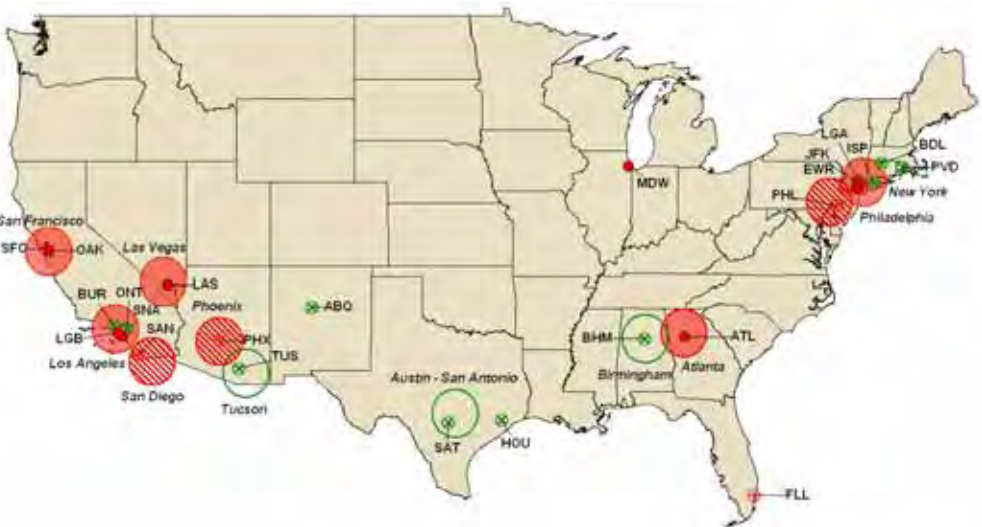 LGA
ISP
BDL
JFK
EWR
PVD
MDW
PHL
New York
Philadelphia
San Francisco
SFO
OAK
Las Vegas
LAS
BUR
ONT
SNA
Phoenix
ABQ
LGB
SAN
PHX
BHM
ATL
Los Angeles
TUS
Birmingham
Atlanta
San Diego
Austin - San Antonio
Tucson
SAT
HOU
FLL